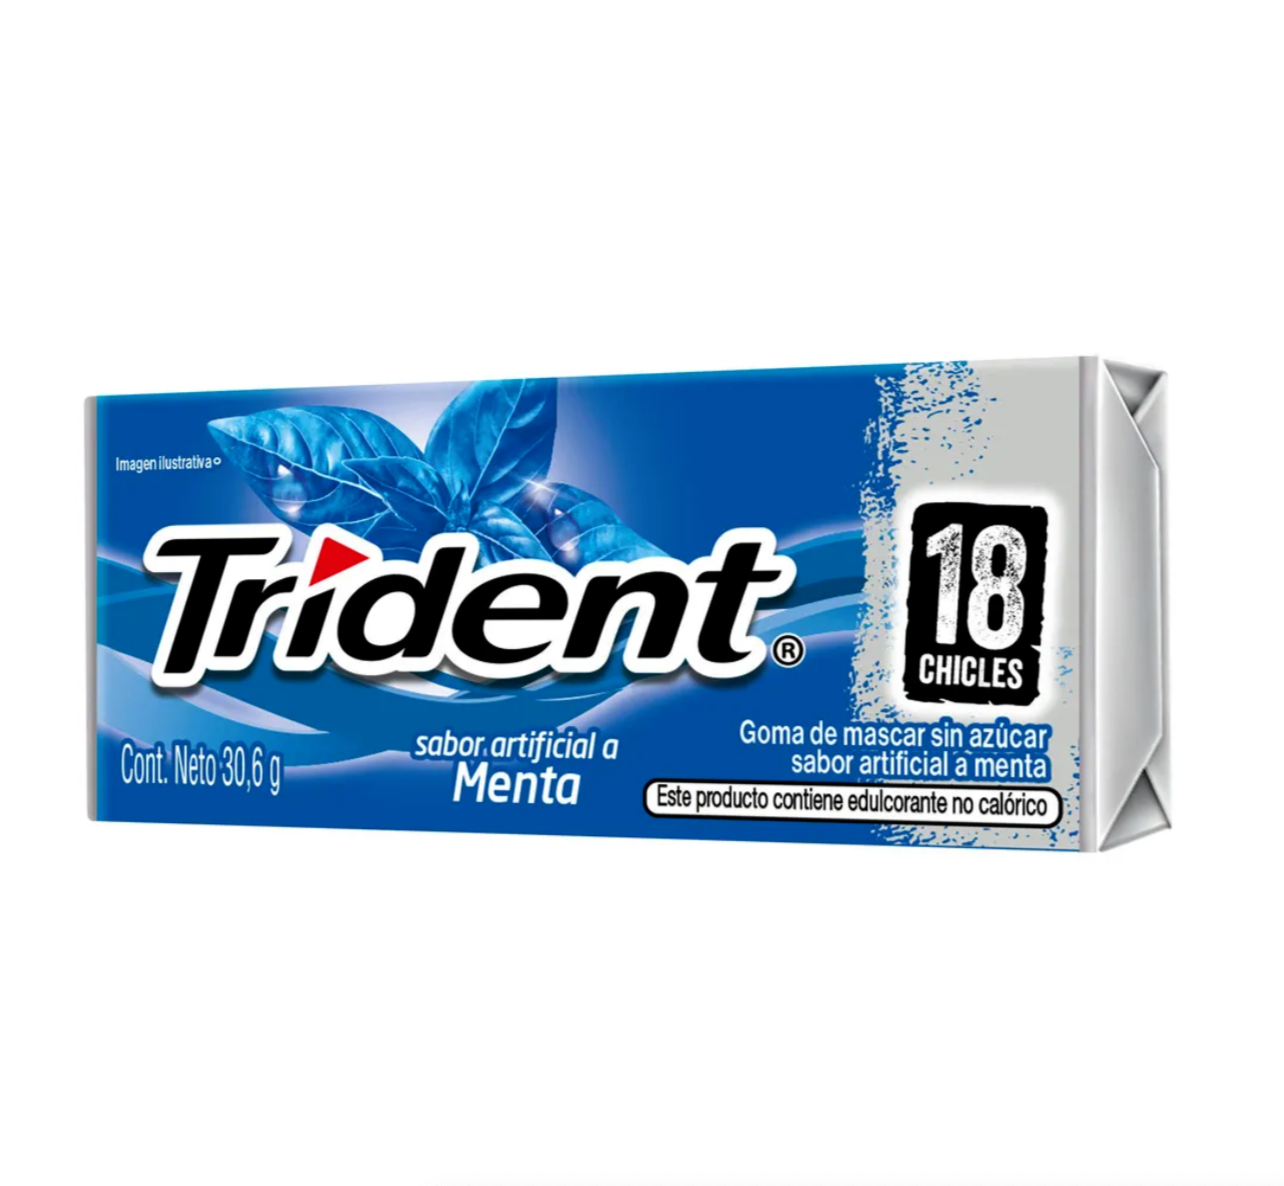 Imagen ilustrativa°
Trident®
18
CHICLES
Cont. Neto 30,6 g
sabor artificial a
Menta
Goma de mascar sin azúcar
sabor artificial a menta
Este producto contiene edulcorante no calórico